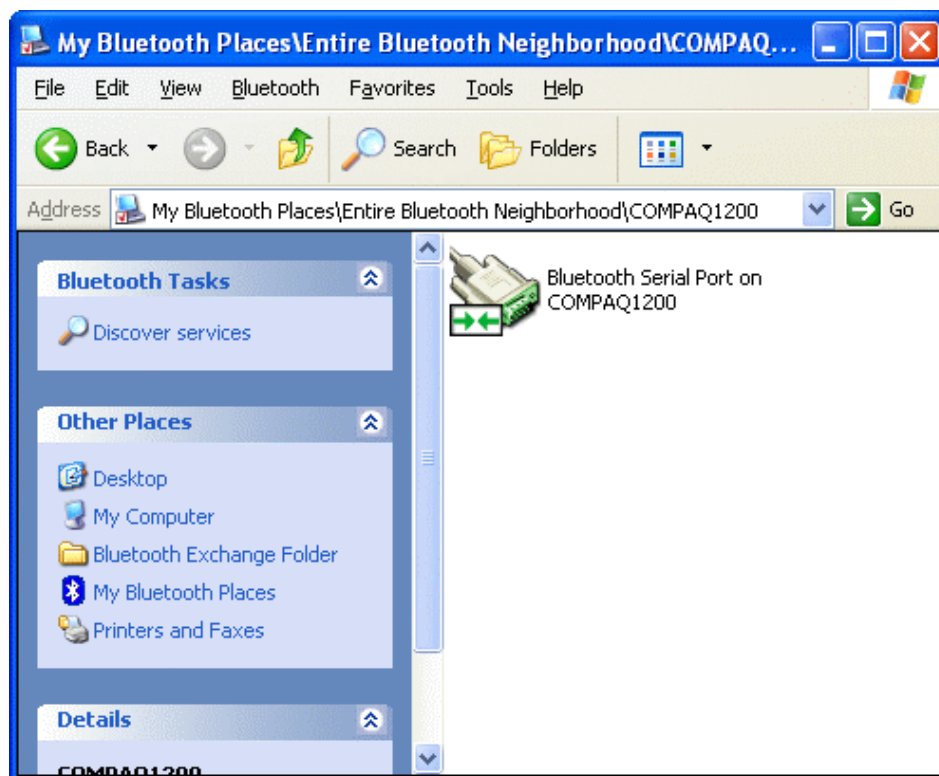 My Bluetooth Places\Entire Bluetooth Neighborhood\COMPAQ...
File Edit View Bluetooth Favorites Tools Help
Back Search Folders
Address My Bluetooth Places\Entire Bluetooth Neighborhood\COMPAQ1200 Go
Bluetooth Tasks
Discover services
Other Places
Desktop
My Computer
Bluetooth Exchange Folder
My Bluetooth Places
Printers and Faxes
Details
COMPAQ1200
Bluetooth Serial Port on
COMPAQ1200